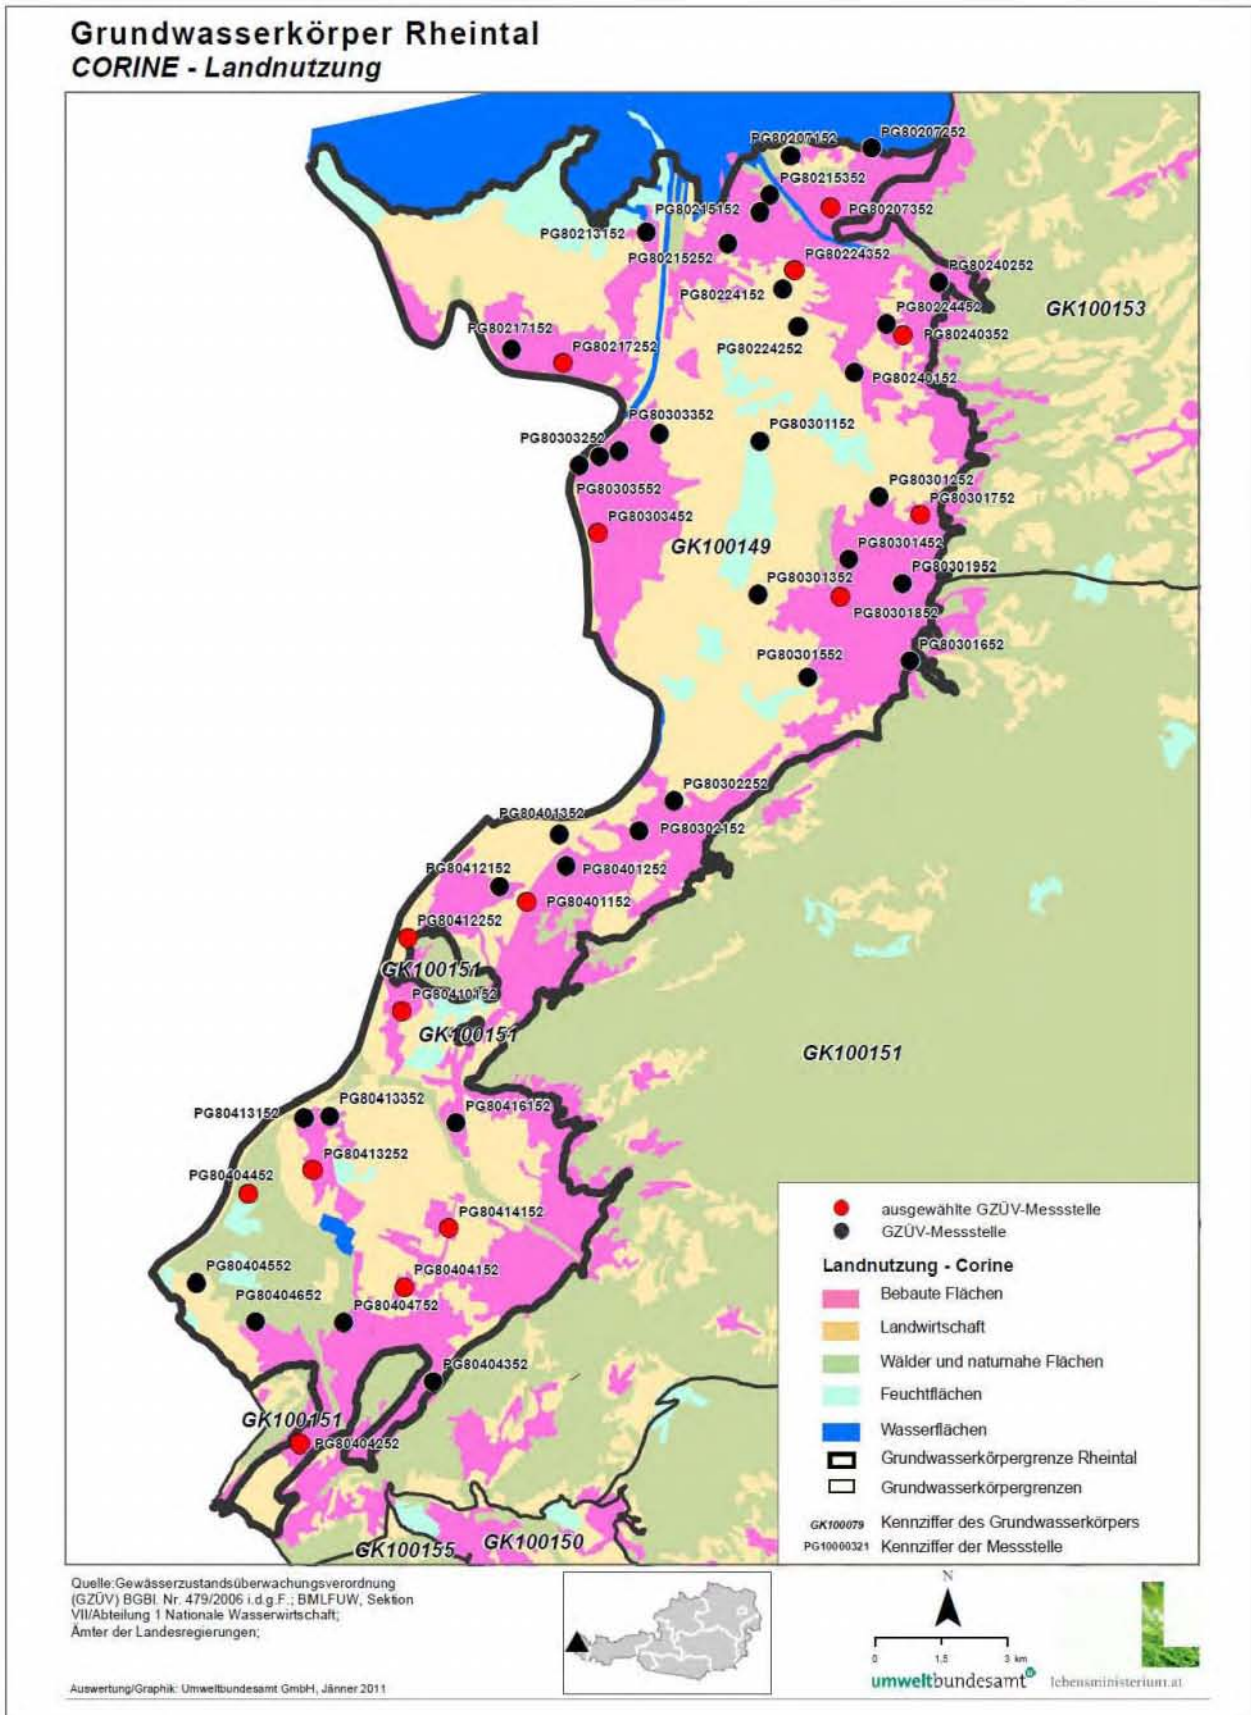 Grundwasserkörper Rheintal
CORINE - Landnutzung
PG80207152
PG80207252
PG80215352
PG80215152
PG80207352
PG80213152
PG80215252
PG80224352
PG80240252
PG80224152
PG80224452
GK100153
PG80217152
PG80240352
PG80217252
PG80224252
PG80240152
PG80303352
PG80301152
PG80303252
PG80303552
PG80301252
PG80301752
PG80303452
GK100149
PG80301452
PG80301952
PG80301352
PG80301852
PG80301652
PG80301552
PG80302252
PG80401352
PG80302152
PG80412152
PG80401252
PG80401152
PG80412252
GK100151
PG80410152
GK100151
GK100151
PG80413152
PG80413352
PG80416152
PG80413252
PG80404452
PG80414152
PG80404552
PG80404152
PG80404652
PG80404752
PG80404352
GK100151
PG80404252
GK100155
GK100150
ausgewählte GZÜV-Messstelle
GZÜV-Messstelle
Landnutzung - Corine
Bebaute Flächen
Landwirtschaft
Wälder und naturnahe Flächen
Feuchtflächen
Wasserflächen
Grundwasserkörpergrenze Rheintal
Grundwasserkörpergrenzen
GK100079 Kennziffer des Grundwasserkörpers
PG10000321 Kennziffer der Messstelle
Quelle:Gewässerzustandsüberwachungsverordnung
(GZÜV) BGBl. Nr. 479/2006 i.d.g.F.; BMLFUW, Sektion
VII/Abteilung 1 Nationale Wasserwirtschaft;
Ämter der Landesregierungen;
Auswertung/Graphik: Umweltbundesamt GmbH, Jänner 2011
N
0 1,5 3 km
umweltbundesamt
lebensministerium.at